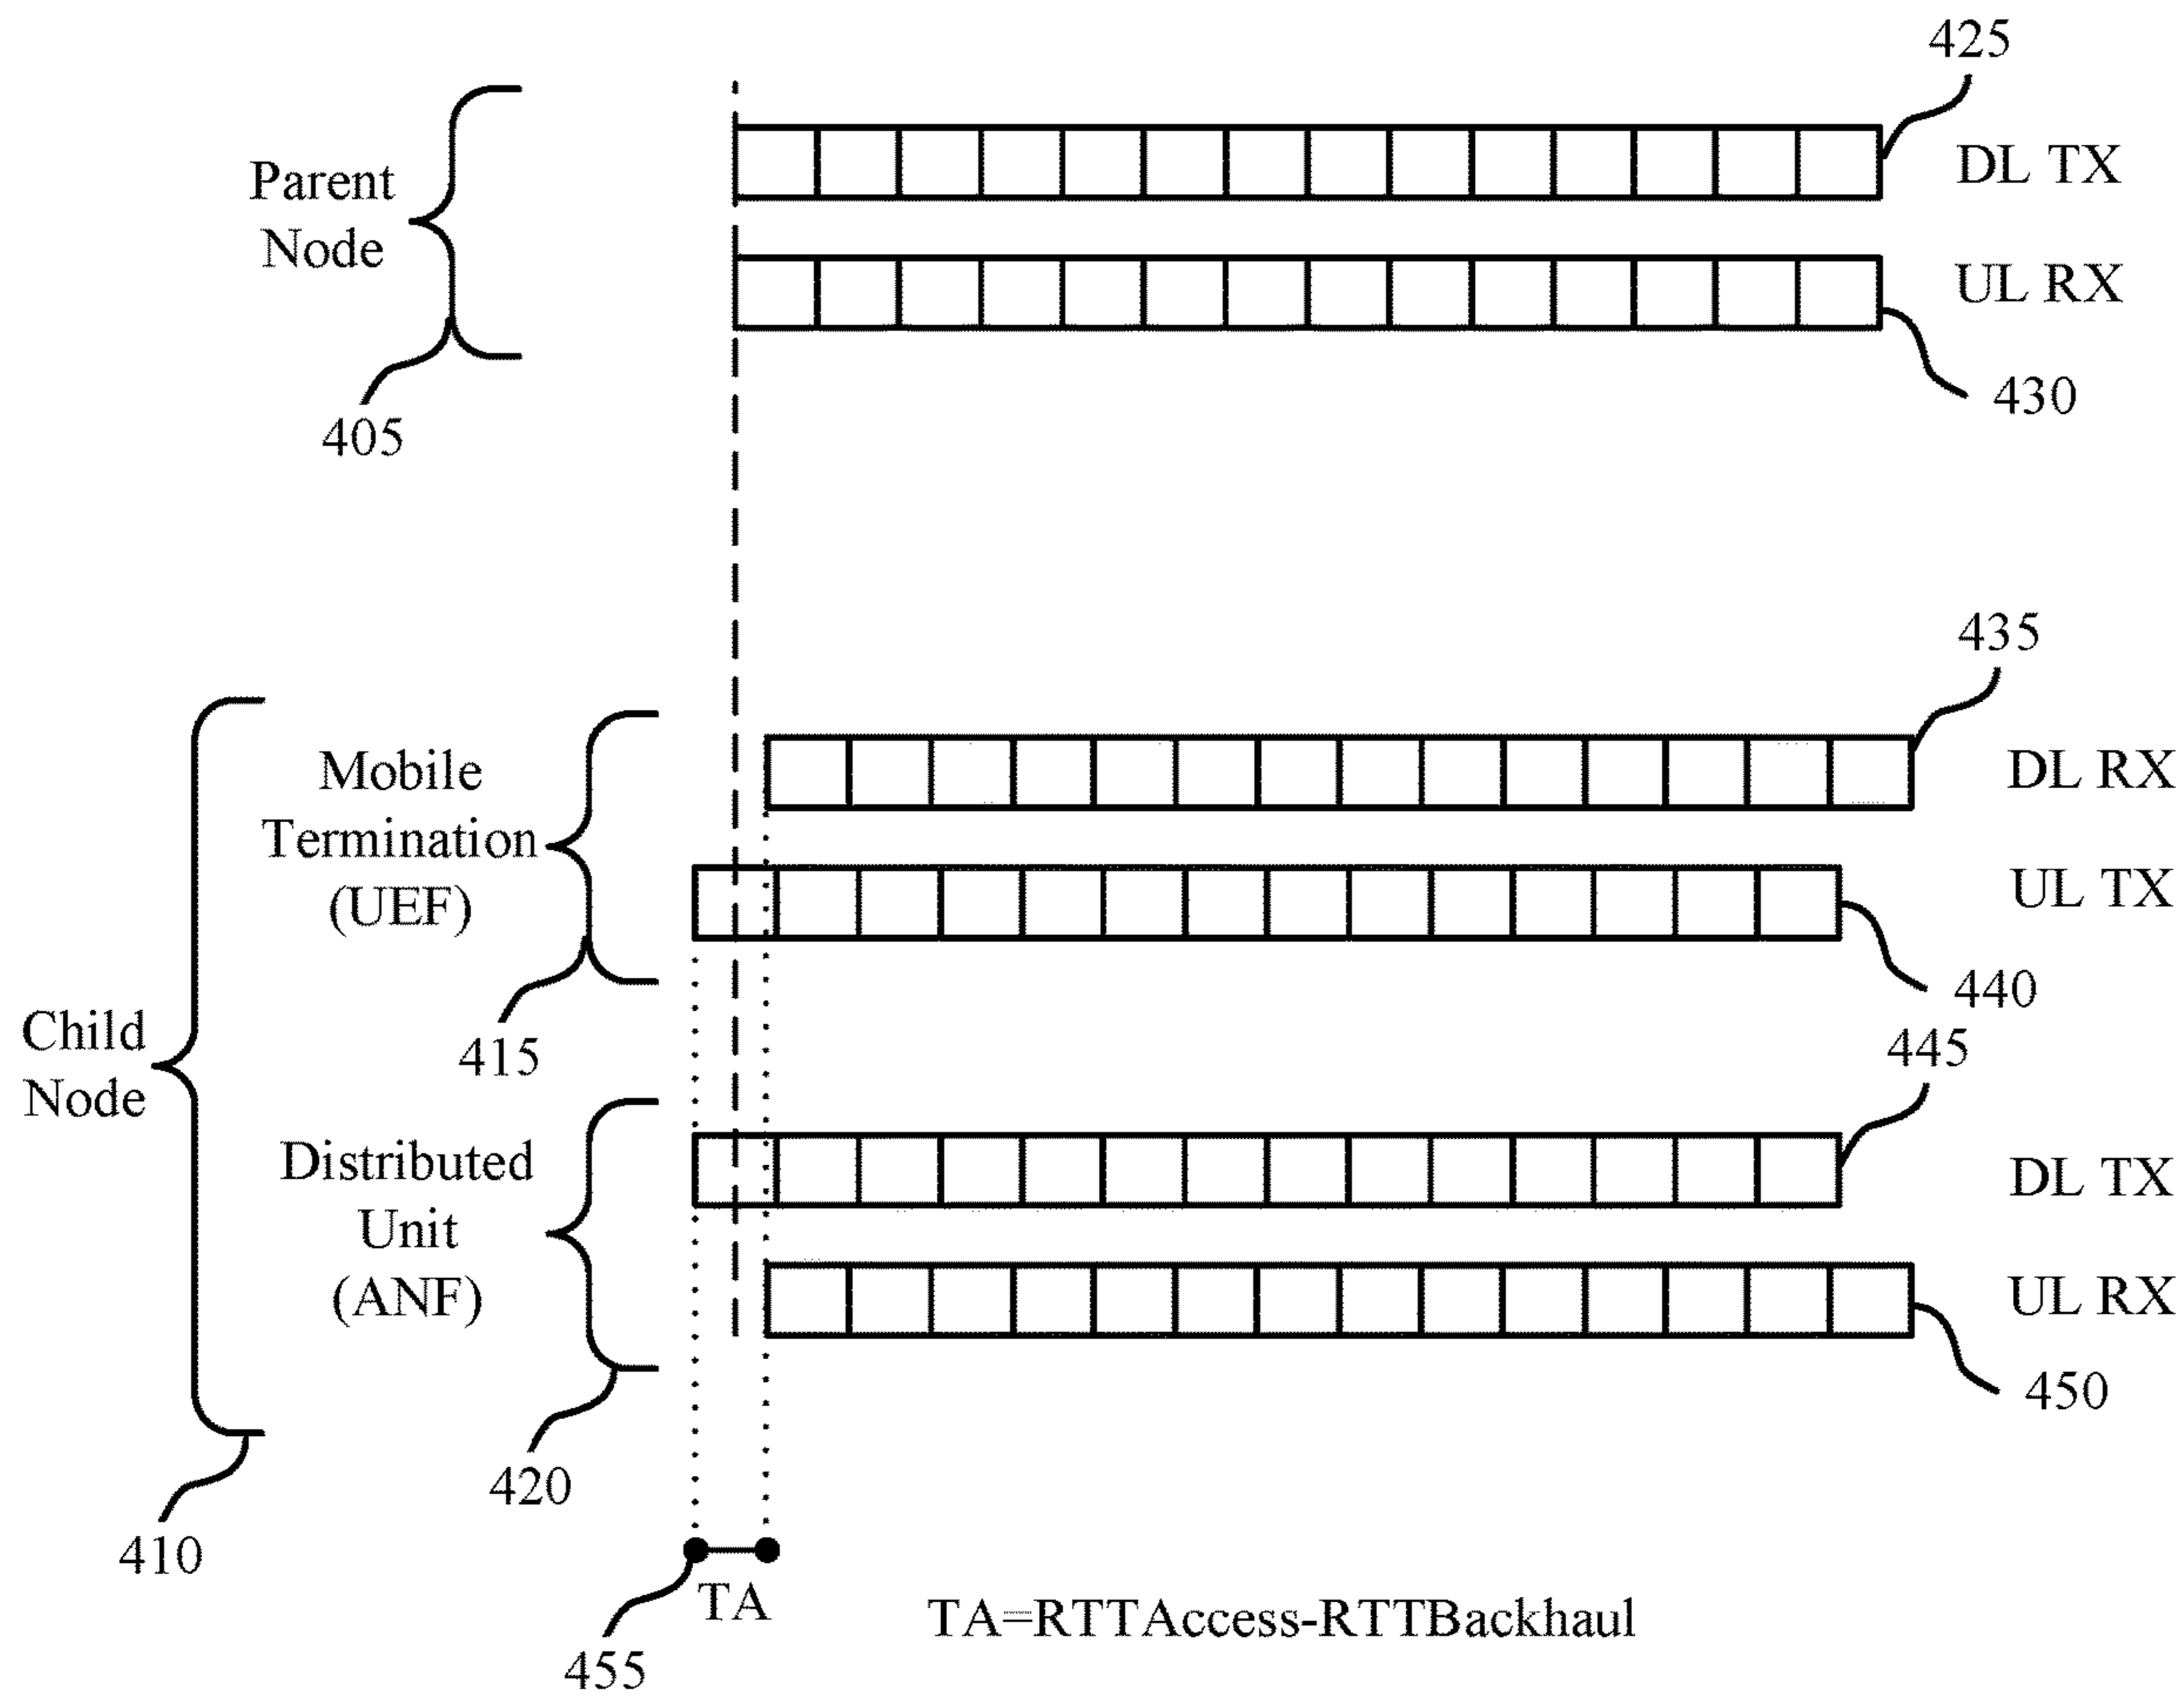 425
Parent
Node
DL TX
UL RX
430
405
435
Mobile
Termination
(UEF)
DL RX
UL TX
440
415
Child
Node
445
Distributed
Unit
(ANF)
DL TX
UL RX
450
420
410
TA
TA=RTTAccess-RTTBackhaul
455